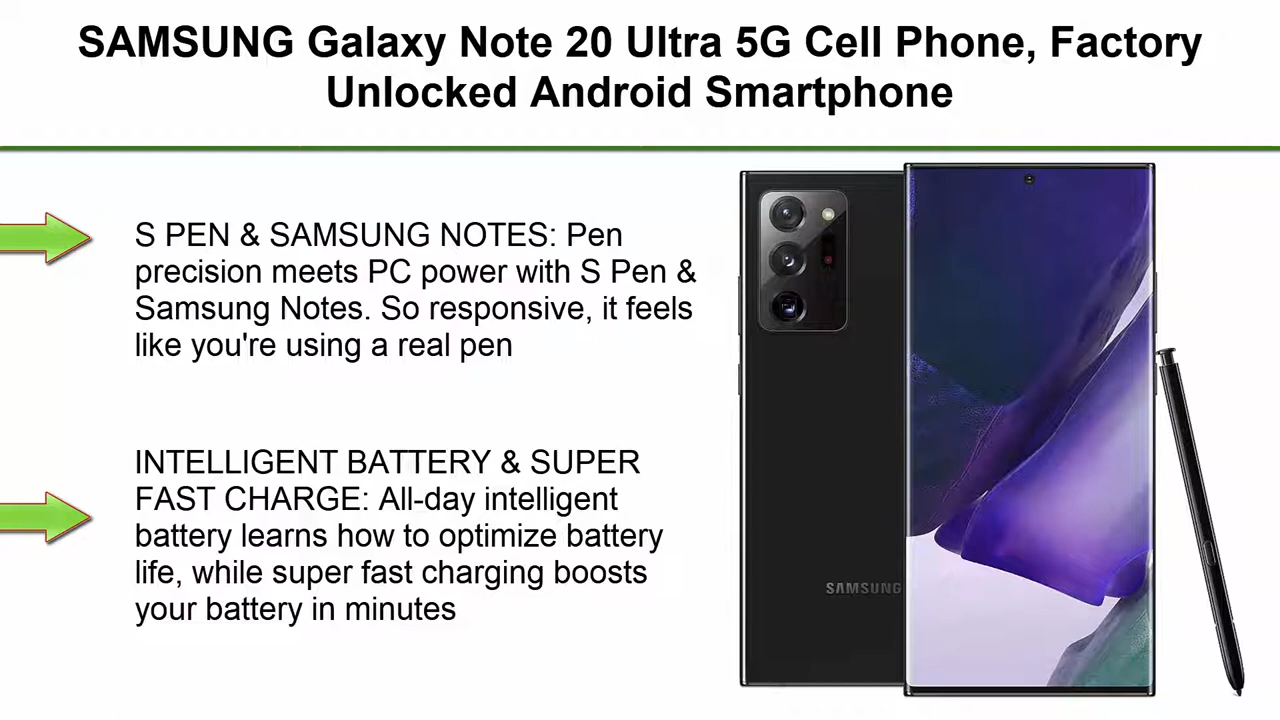 SAMSUNG Galaxy Note 20 Ultra 5G Cell Phone, Factory
Unlocked Android Smartphone
S PEN & SAMSUNG NOTES: Pen
precision meets PC power with S Pen &
Samsung Notes. So responsive, it feels
like you're using a real pen
INTELLIGENT BATTERY & SUPER
FAST CHARGE: All-day intelligent
battery learns how to optimize battery
life, while super fast charging boosts
your battery in minutes
SAMSUNG